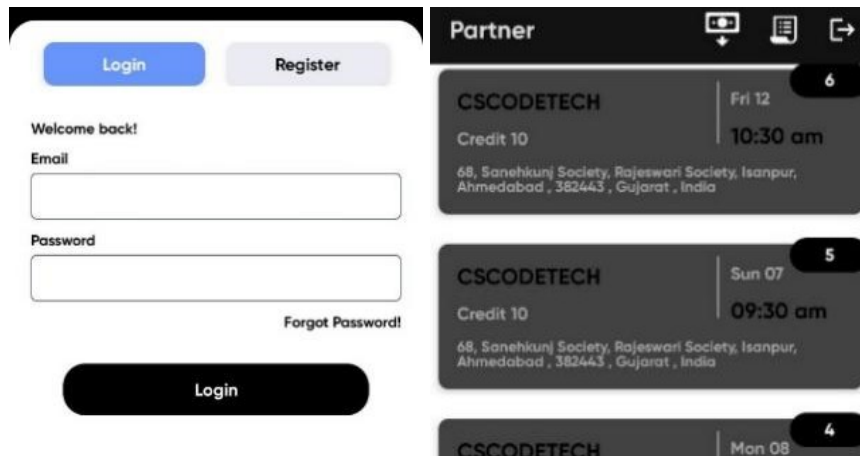 Login Register
Welcome back!
Email
Password
Forgot Password!
Login
Partner
6
CSCODETECH Fri 12
Credit 10 10:30 am
68, Sanehkunj Society, Rajeswari Society, Isanpur,
Ahmedabad , 382443 , Gujarat , India
5
CSCODETECH Sun 07
Credit 10 09:30 am
68, Sanehkunj Society, Rajeswari Society, Isanpur,
Ahmedabad , 382443 , Gujarat , India
4
CSCODETECH Mon 08